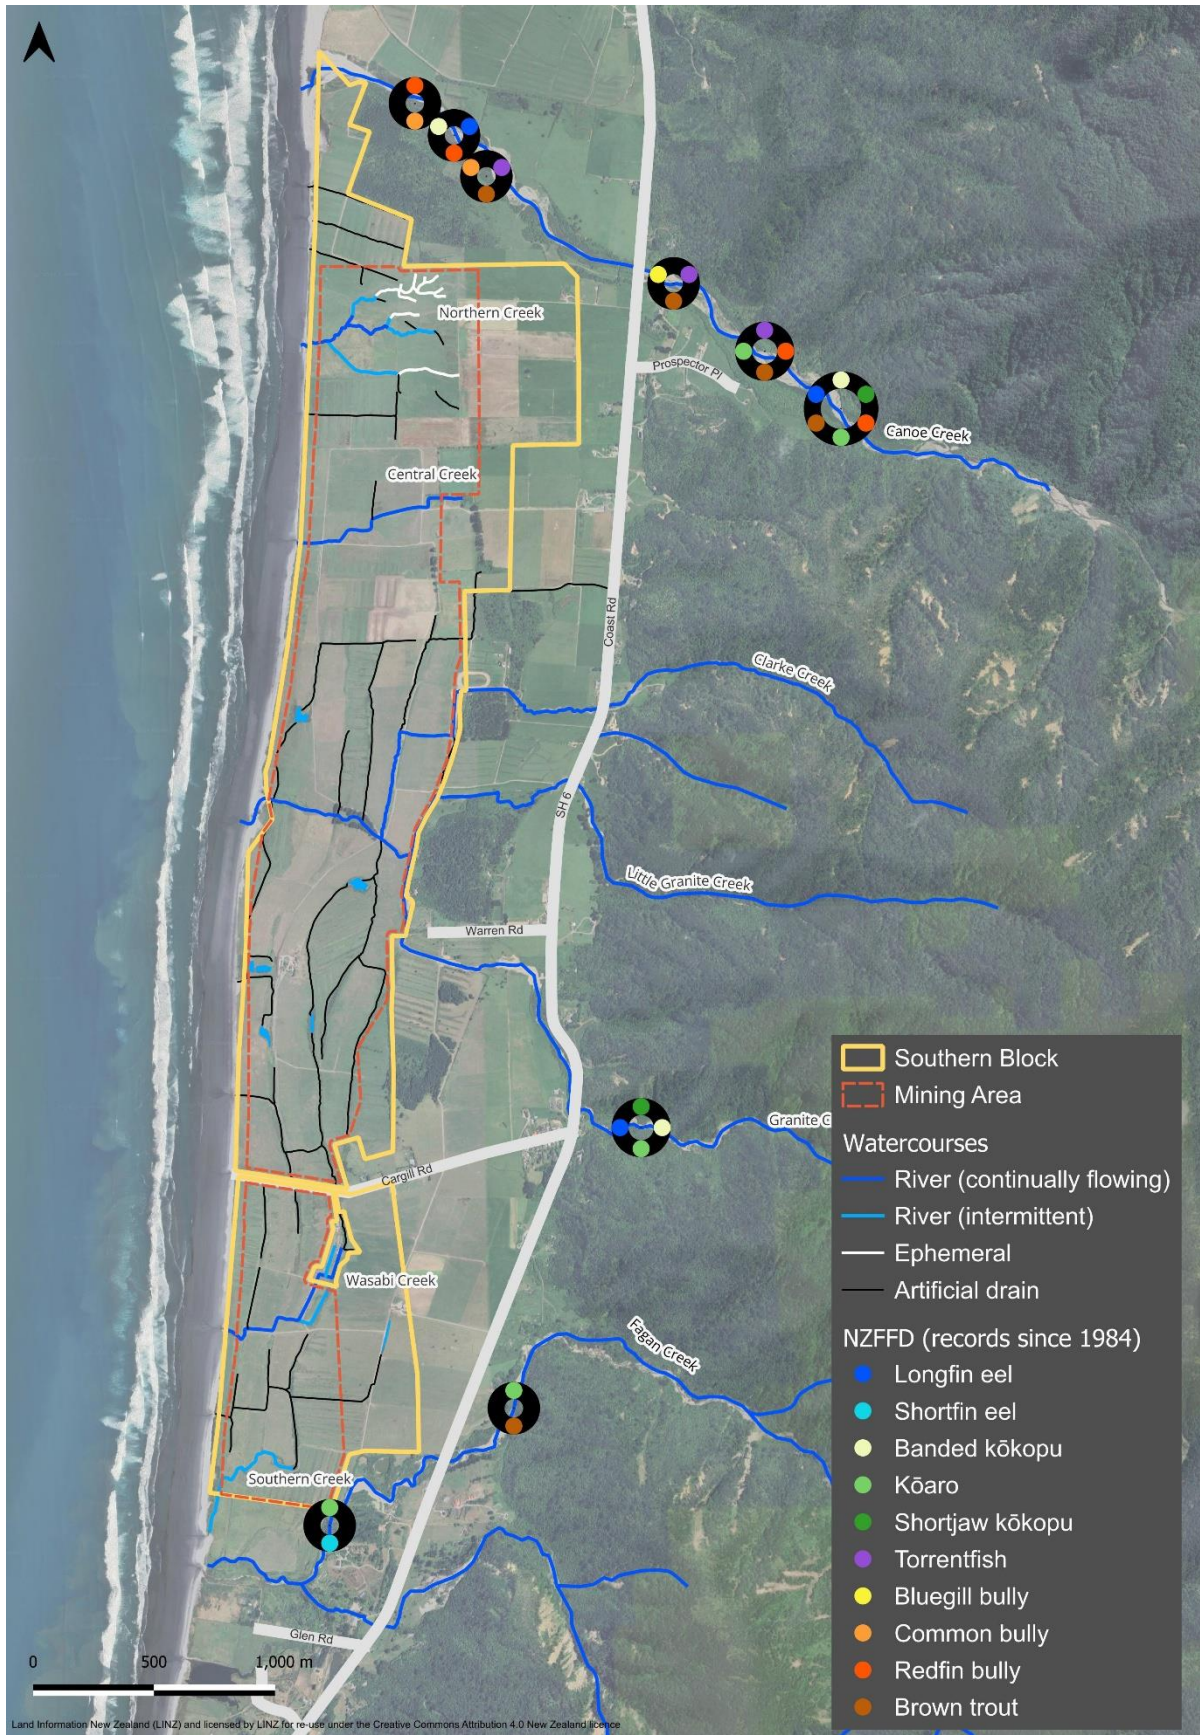 Northern Creek
Prospector Pl
Canoe Creek
Central Creek
Coast Rd
Clarke Creek
SH 6
Little Granite Creek
Warren Rd
Granite C
Cargill Rd
Wasabi Creek
Fagan Creek
Southern Creek
Glen Rd
Southern Block
Mining Area
Watercourses
River (continually flowing)
River (intermittent)
Ephemeral
Artificial drain
NZFFD (records since 1984)
Longfin eel
Shortfin eel
Banded kōkopu
Kōaro
Shortjaw kōkopu
Torrentfish
Bluegill bully
Common bully
Redfin bully
Brown trout
0 500 1,000 m
Land Information New Zealand (LINZ) and licensed by LINZ for re-use under the Creative Commons Attribution 4.0 New Zealand licence